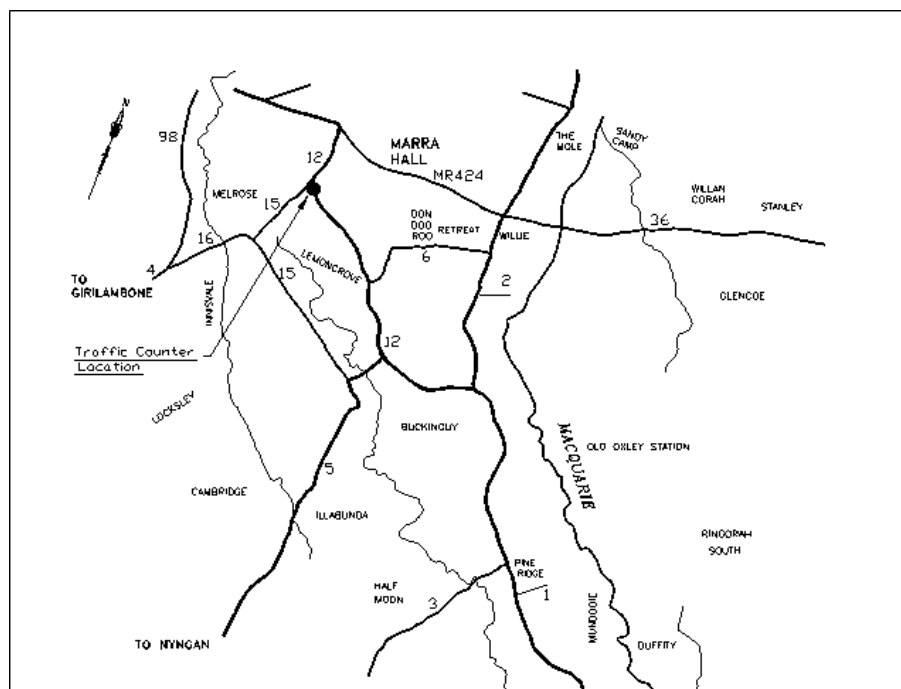 N
98
THE MOLE
SANDY CAMP
MARRA HALL
12
MR424
MELROSE
WILLAN CORAH
STANLEY
15
DON DOO ROO
RETREAT
WILLIE
36
16
LEMONGROVE
6
4
TO GIRILAMBONE
15
2
GLENCOE
INNISVALE
Traffic Counter Location
12
LOCKSLEY
BUCKINGUY
MACQUARIE
OLD OXLEY STATION
5
CAMBRIDGE
ILLABUNDA
RINGORAH SOUTH
PINE RIDGE
HALF MOON
3
1
MUNDOOIE
TO NYNGAN
DUFFITY